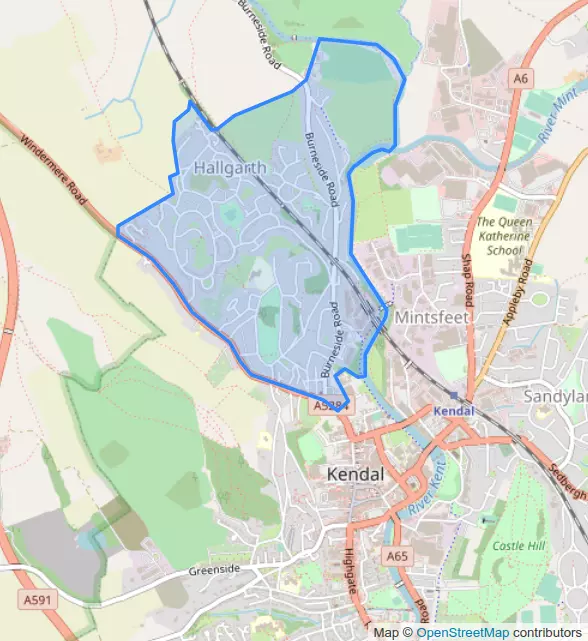 Burneside Road
A6
River Mint
Hallgarth
Burneside Road
Windermere Road
The Queen
Katherine
School
Shap Road
Appleby Road
Mintsfeet
Burneside Road
A5284
Kendal
Sandylan
Kendal
River Kent
Sedbergh
Castle Hill
Greenside
Highgate
A65
Road
A591
Map © OpenStreetMap contributors